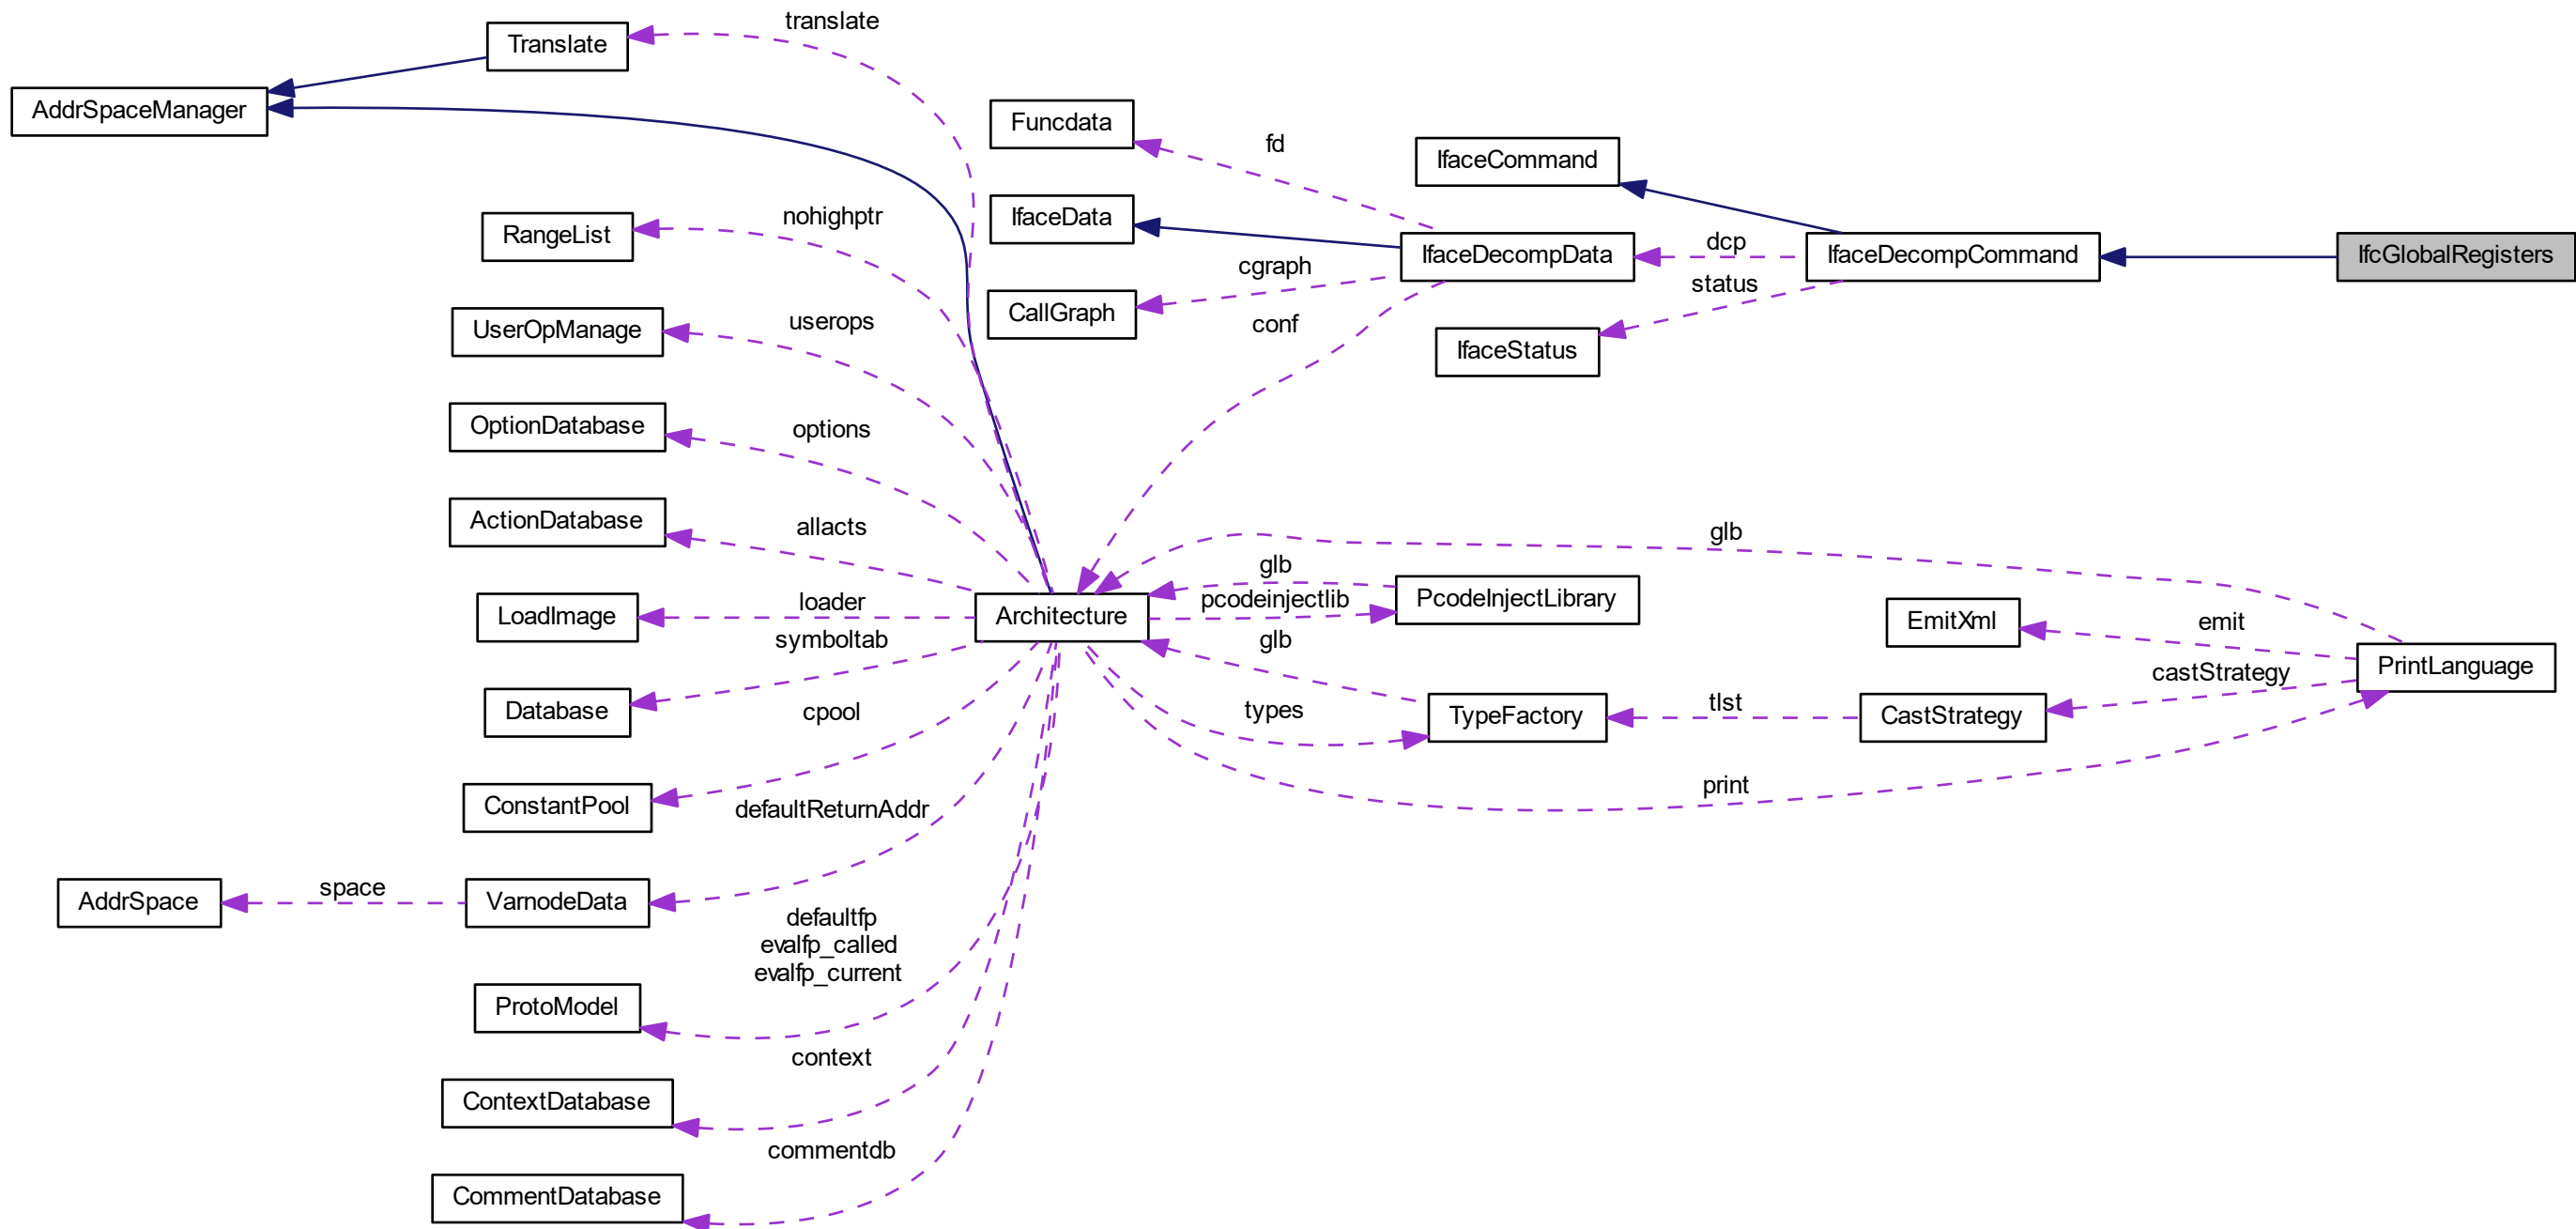 translate
Translate
AddrSpaceManager
Funcdata
fd
IfaceCommand
nohighptr
RangeList
IfaceData
IfaceDecompData
dcp
IfaceDecompCommand
IfcGlobalRegisters
cgraph
status
userops
UserOpManage
CallGraph
conf
IfaceStatus
options
OptionDatabase
allacts
ActionDatabase
glb
glb
loader
LoadImage
Architecture
pcodeinjectlib
PcodeInjectLibrary
EmitXml
emit
symboltab
glb
PrintLanguage
castStrategy
Database
cpool
types
TypeFactory
tlst
CastStrategy
print
ConstantPool
defaultReturnAddr
AddrSpace
space
VarnodeData
defaultfp
evalfp_called
evalfp_current
ProtoModel
context
ContextDatabase
commentdb
CommentDatabase